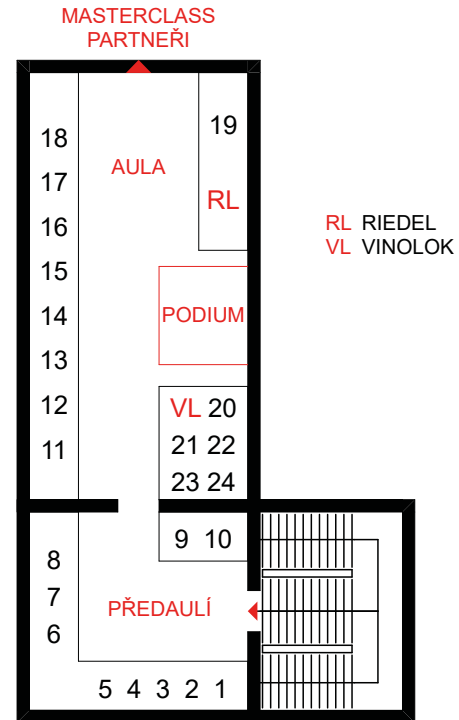 MASTERCLASS
PARTNEŘI
19
18
AULA
17
RL
16
RL RIEDEL
VL VINOLOK
15
14
PODIUM
13
12
VL 20
11
21 22
23 24
9 10
8
7
PŘEDAULÍ
6
5 4 3 2 1